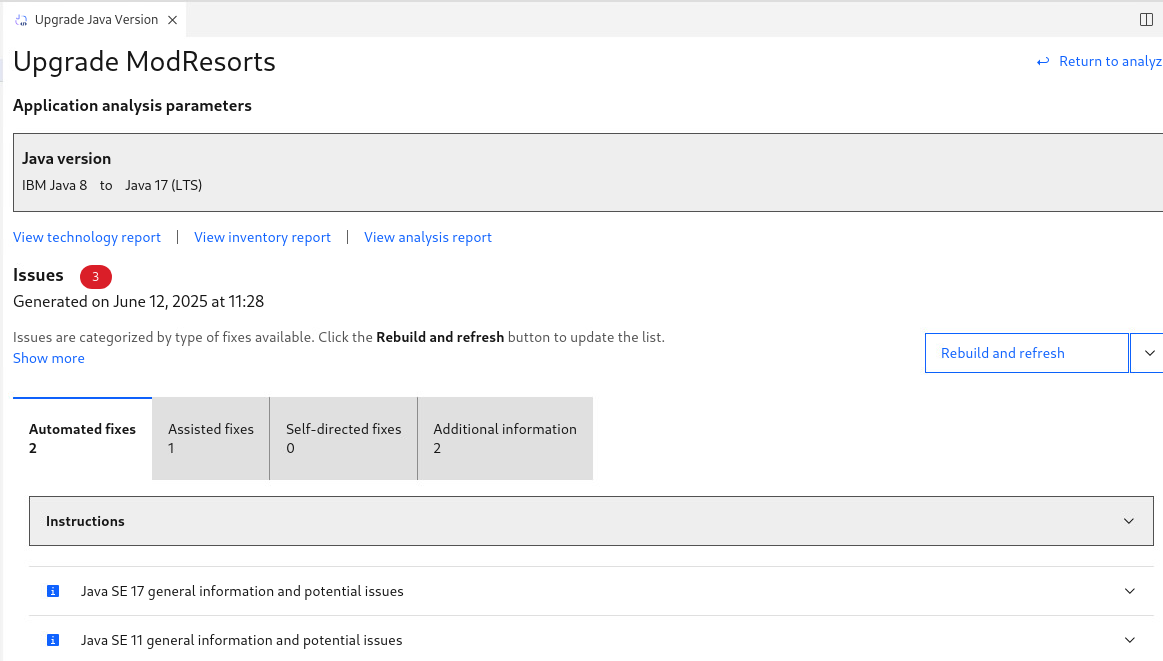 Upgrade Java Version
Upgrade ModResorts
Return to analyz
Application analysis parameters
Java version
IBM Java 8 to Java 17 (LTS)
View technology report | View inventory report | View analysis report
Issues 3
Generated on June 12, 2025 at 11:28
Issues are categorized by type of fixes available. Click the Rebuild and refresh button to update the list.
Show more
Rebuild and refresh
Automated fixes
2
Assisted fixes
1
Self-directed fixes
0
Additional information
2
Instructions
Java SE 17 general information and potential issues
Java SE 11 general information and potential issues